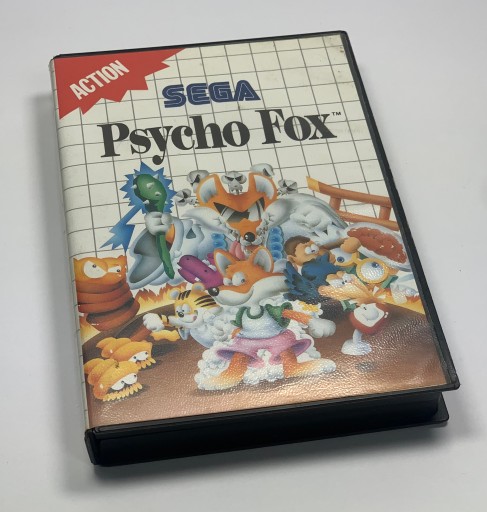 ACTION
SEGA
Psycho Fox™